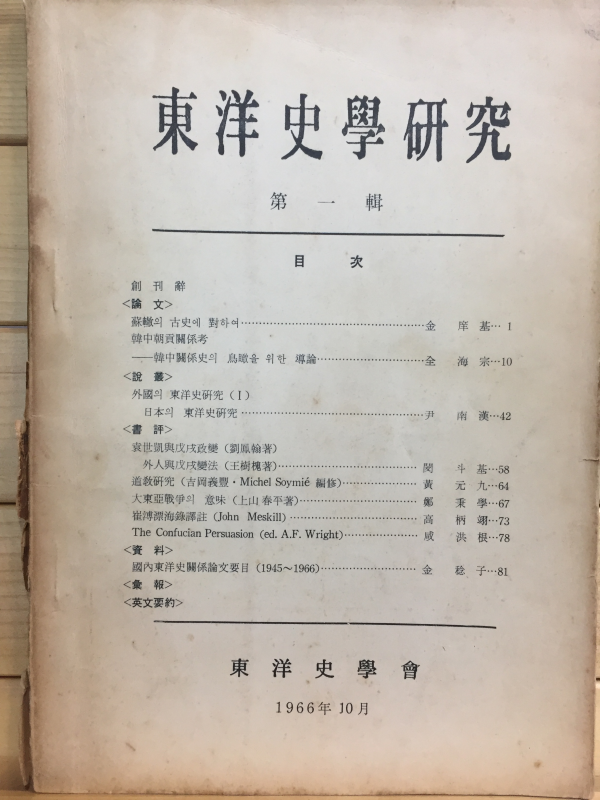 東洋史學硏究
第 一 輯
目 次
創 刊 辭
<論 文>
蘇轍의 古史에 對하여……………………………………金 庠 基… 1
韓中朝貢關係考
──韓中關係史의 鳥瞰을 위한 導論……………………全 海 宗…10
<說 叢>
外國의 東洋史硏究 (I)
日本의 東洋史硏究……………………………………尹 南 漢…42
<書 評>
袁世凱與戊戌政變 (劉鳳翰著)
外人與戊戌變法 (王樹槐著)……………………………閔 斗 基…58
道敎硏究 (吉岡義豐・Michel Soymié 編修)……………黃 元 九…64
大東亞戰爭의 意味 (上山春平著)………………………鄭 秉 學…67
崔溥漂海錄譯註 (John Meskill)…………………………高 柄 翊…73
The Confucian Persuasion (ed. A.F. Wright)………………咸 洪 根…78
<資 料>
國內東洋史關係論文要目 (1945～1966)…………………金 稔 子…81
<彙 報>
<英文要約>
東 洋 史 學 會
1966年 10月